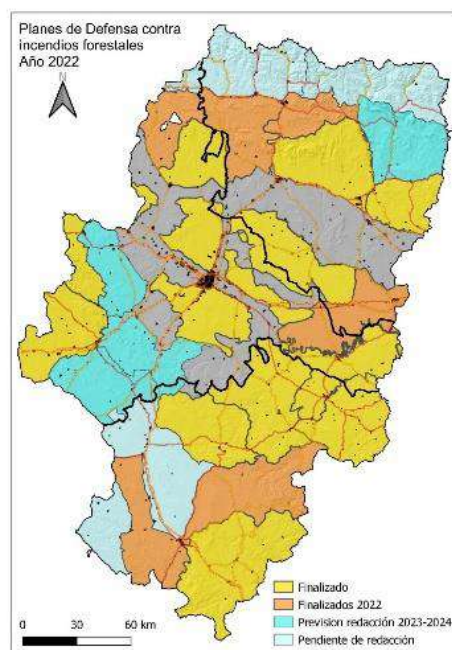 Planes de Defensa contra
incendios forestales
Año 2022
N
Finalizado
Finalizados 2022
Prevision redacción 2023-2024
Pendiente de redacción
0 30 60 km